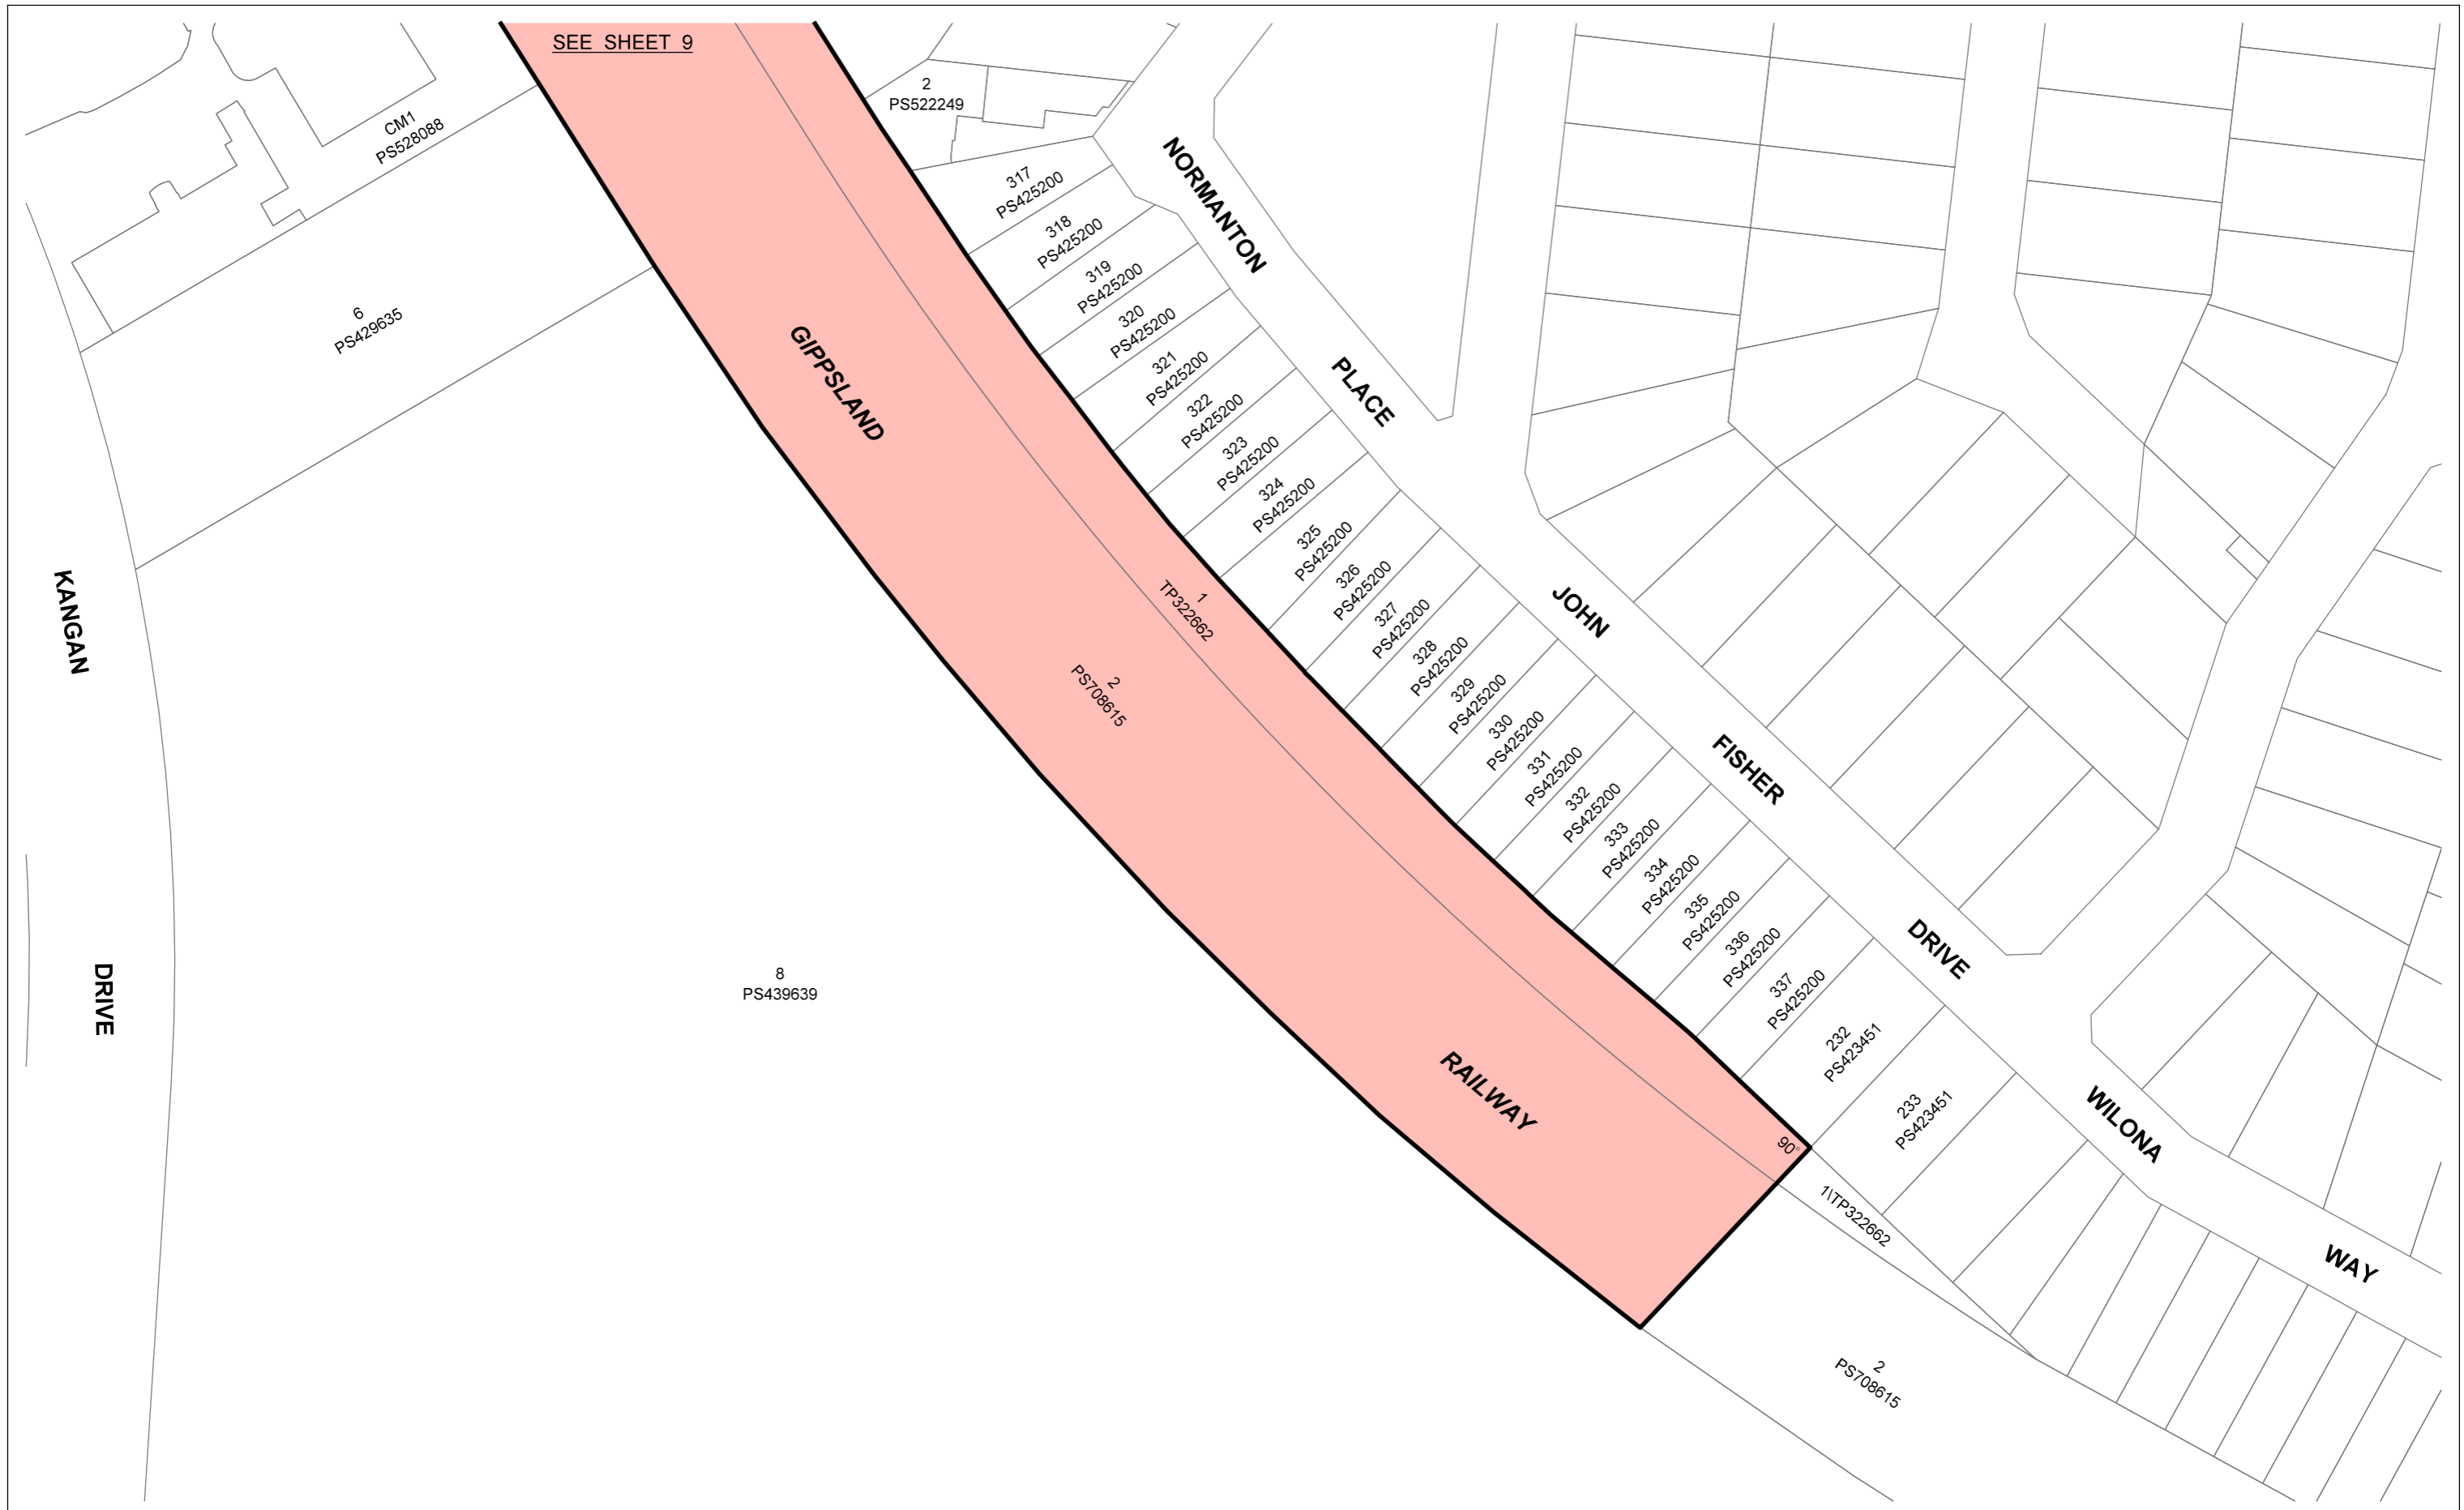 SEE SHEET 9
2
PS522249
CM1
PS528088
NORMANTON
317
PS425200
318
PS425200
319
PS425200
6
PS429635
320
PS425200
GIPPSLAND
321
PS425200
PLACE
322
PS425200
323
PS425200
324
PS425200
325
PS425200
326
PS425200
KANGAN
1
TP322662
JOHN
327
PS425200
328
PS425200
2
PS708615
329
PS425200
330
PS425200
331
PS425200
FISHER
332
PS425200
333
PS425200
334
PS425200
335
PS425200
336
PS425200
DRIVE
337
PS425200
8
PS439639
DRIVE
232
PS423451
RAILWAY
233
PS423451
WILONA
90°
1\TP322662
WAY
2
PS708615